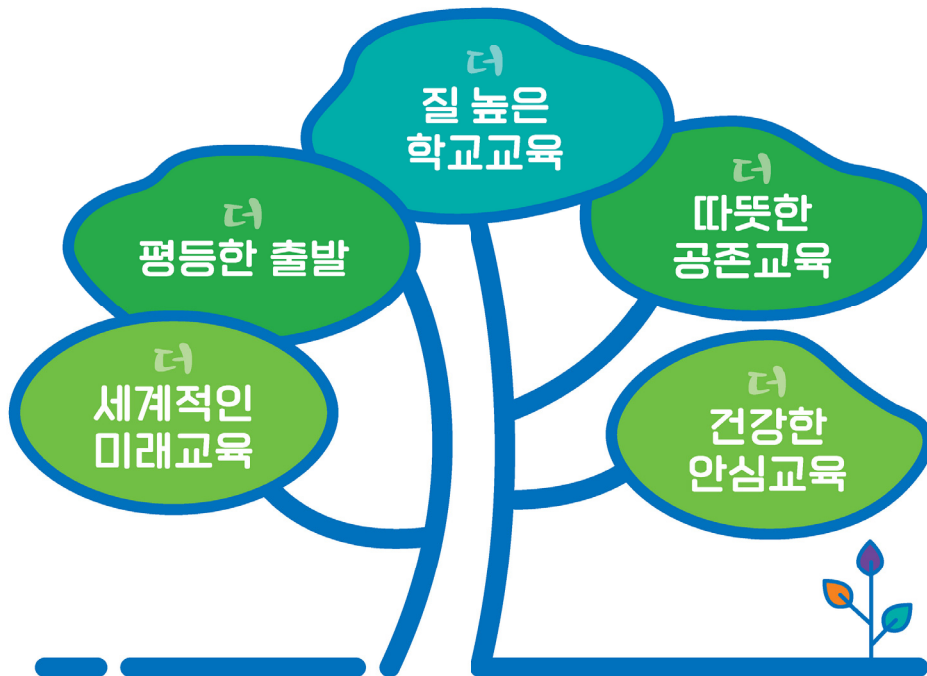 더
질 높은
학교교육
더
평등한 출발
더
따뜻한
공존교육
더
세계적인
미래교육
더
건강한
안심교육